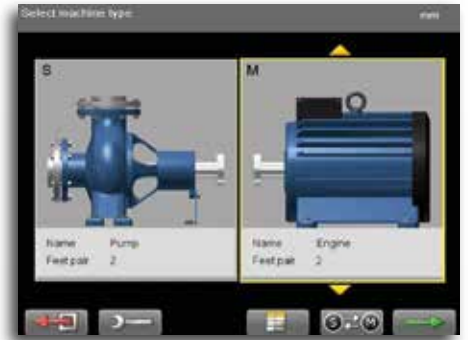 Select machine type
mm
S
M
Name Pump
Feet pair 2
Name Engine
Feet pair 2
S M